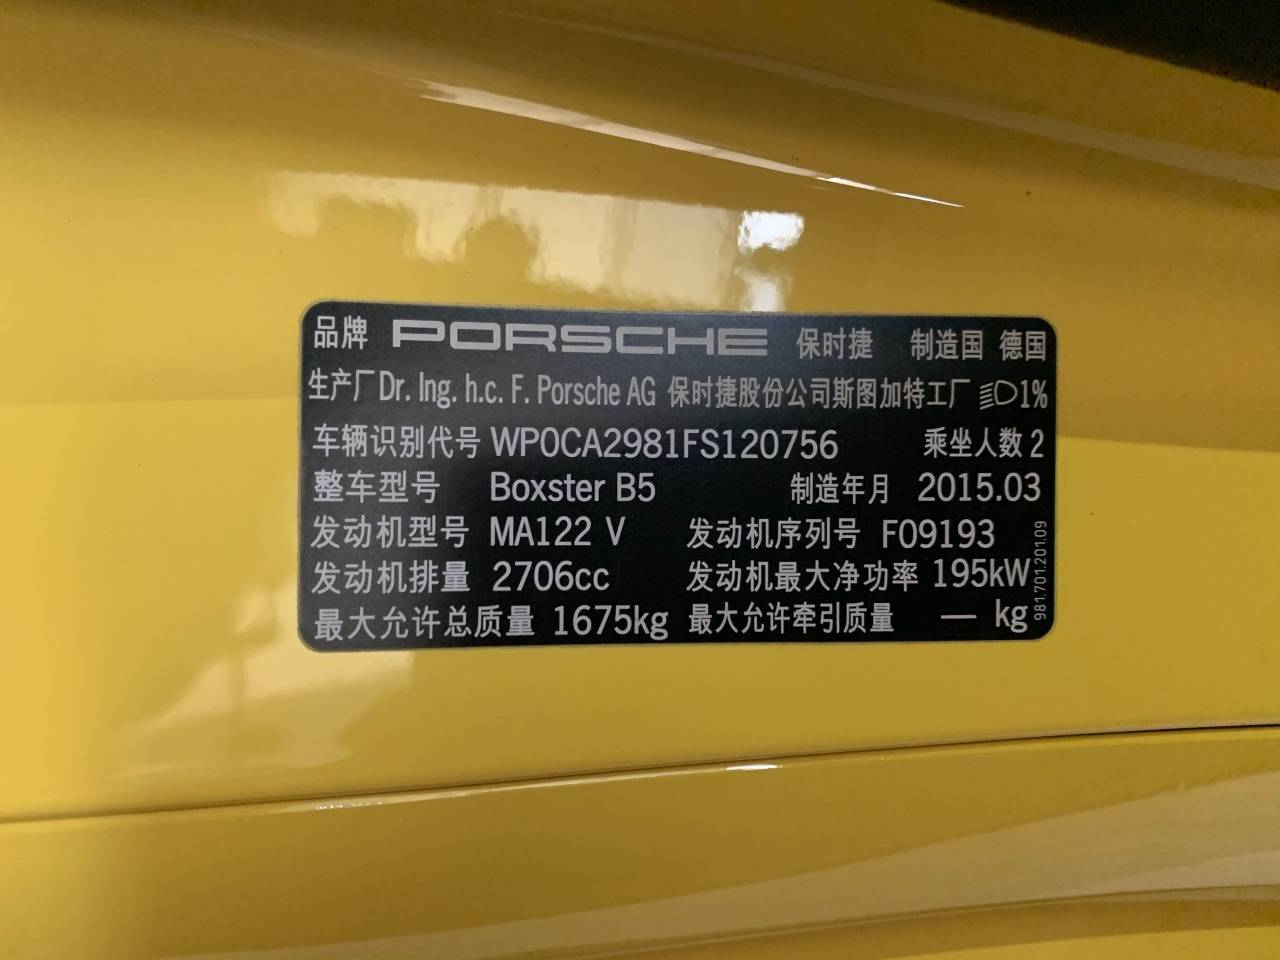 品牌 PORSCHE 保时捷 制造国 德国
生产厂 Dr. Ing. h.c. F. Porsche AG 保时捷股份公司斯图加特工厂 1%
车辆识别代号 WP0CA2981FS120756 乘坐人数 2
整车型号 Boxster B5 制造年月 2015.03
发动机型号 MA122 V 发动机序列号 F09193
发动机排量 2706cc 发动机最大净功率 195kW
最大允许总质量 1675kg 最大允许牵引质量 — kg
981.701.201.09